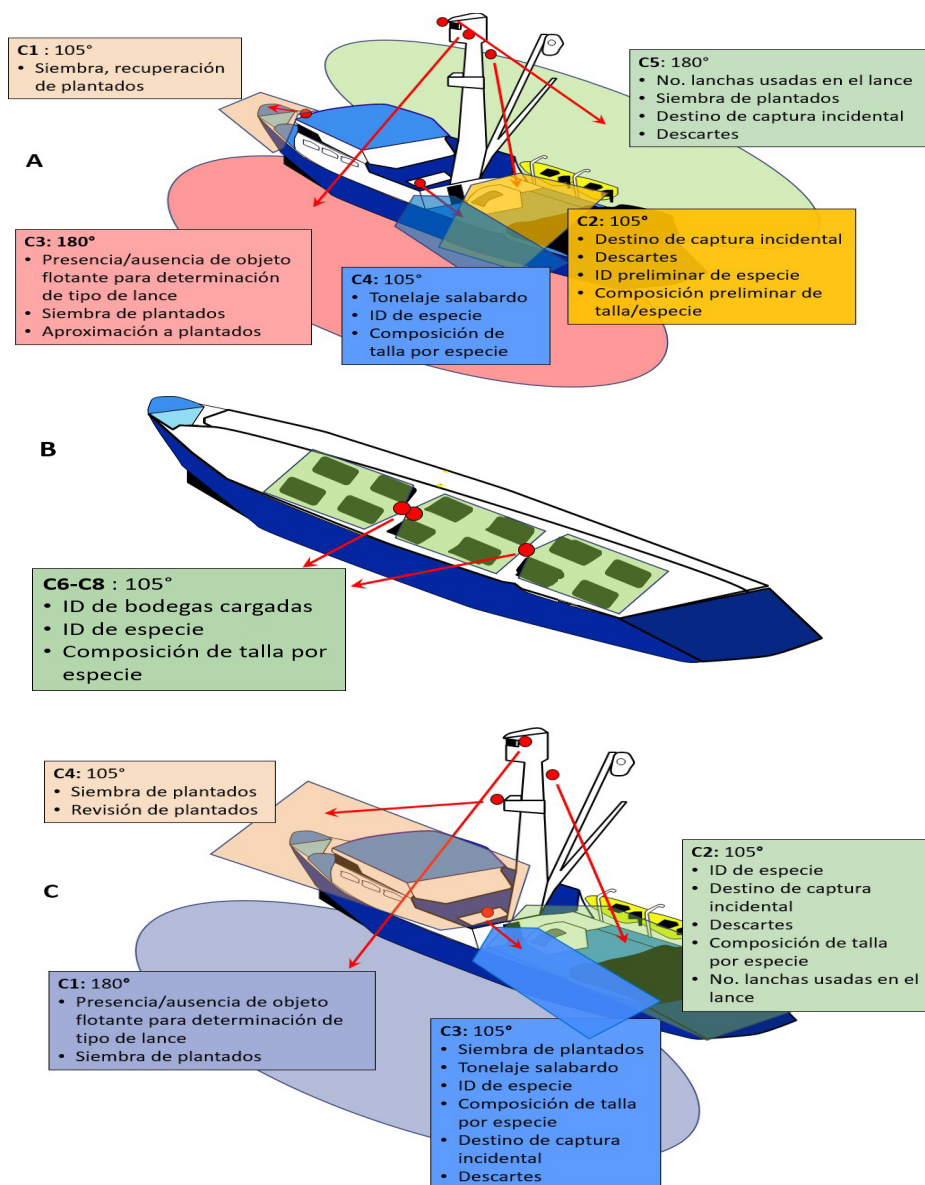 C1 : 105°
• Siembra, recuperación
de plantados
C5: 180°
• No. lanchas usadas en el lance
• Siembra de plantados
• Destino de captura incidental
• Descartes
A
C3: 180°
• Presencia/ausencia de objeto
flotante para determinación
de tipo de lance
• Siembra de plantados
• Aproximación a plantados
C4: 105°
• Tonelaje salabardo
• ID de especie
• Composición de
talla por especie
C2: 105°
• Destino de captura incidental
• Descartes
• ID preliminar de especie
• Composición preliminar de
talla/especie
B
C6-C8 : 105°
• ID de bodegas cargadas
• ID de especie
• Composición de talla por
especie
C4: 105°
• Siembra de plantados
• Revisión de plantados
C
C2: 105°
• ID de especie
• Destino de captura
incidental
• Descartes
• Composición de talla
por especie
• No. lanchas usadas en el
lance
C1: 180°
• Presencia/ausencia de objeto
flotante para determinación de
tipo de lance
• Siembra de plantados
C3: 105°
• Siembra de plantados
• Tonelaje salabardo
• ID de especie
• Composición de talla
por especie
• Destino de captura
incidental
• Descartes